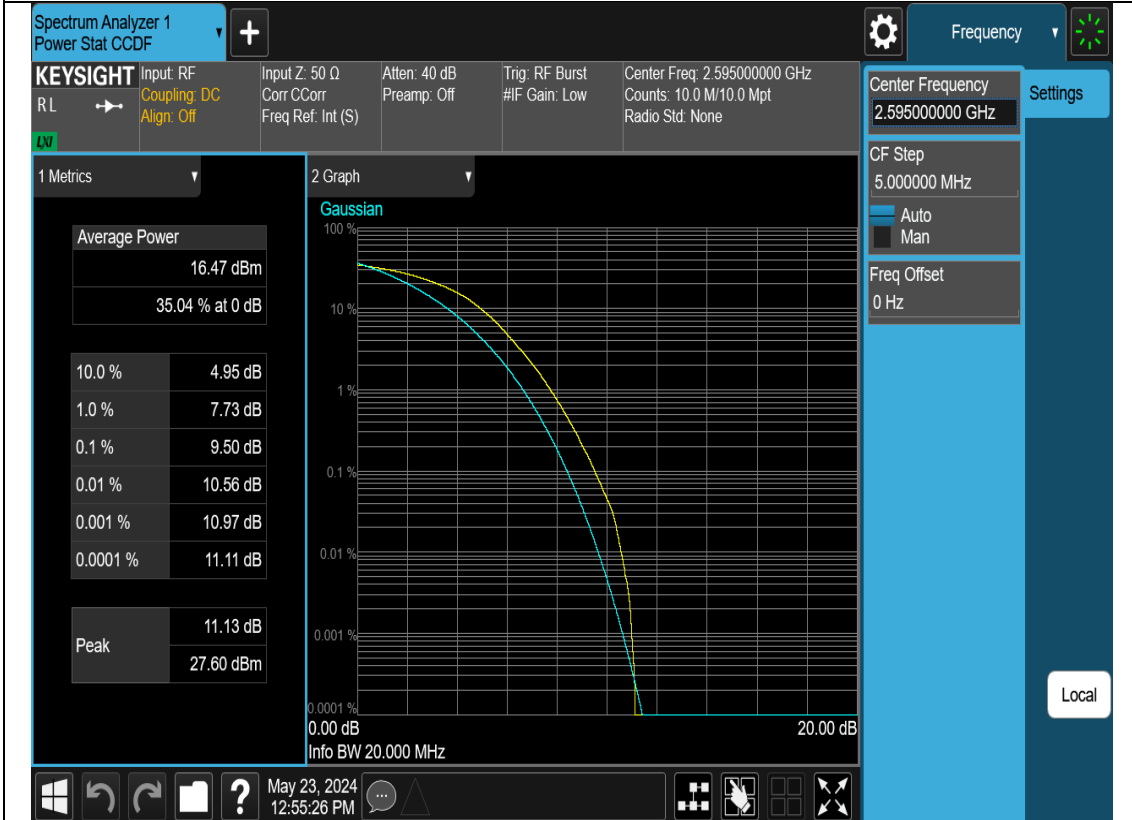 Spectrum Analyzer 1
Power Stat CCDF
Frequency
KEYSIGHT
RL
LXI
Input: RF
Coupling: DC
Align: Off
Input Z: 50 Ω
Corr CCorr
Freq Ref: Int (S)
Atten: 40 dB
Preamp: Off
Trig: RF Burst
#IF Gain: Low
Center Freq: 2.595000000 GHz
Counts: 10.0 M/10.0 Mpt
Radio Std: None
Center Frequency
2.595000000 GHz
Settings
CF Step
5.000000 MHz
Auto
Man
Freq Offset
0 Hz
Local
1 Metrics
Average Power
16.47 dBm
35.04 % at 0 dB
10.0 % 4.95 dB
1.0 % 7.73 dB
0.1 % 9.50 dB
0.01 % 10.56 dB
0.001 % 10.97 dB
0.0001 % 11.11 dB
Peak
11.13 dB
27.60 dBm
2 Graph
Gaussian
100 %
10 %
1 %
0.1 %
0.01 %
0.001 %
0.0001 %
0.00 dB 20.00 dB
Info BW 20.000 MHz
?
May 23, 2024
12:55:26 PM